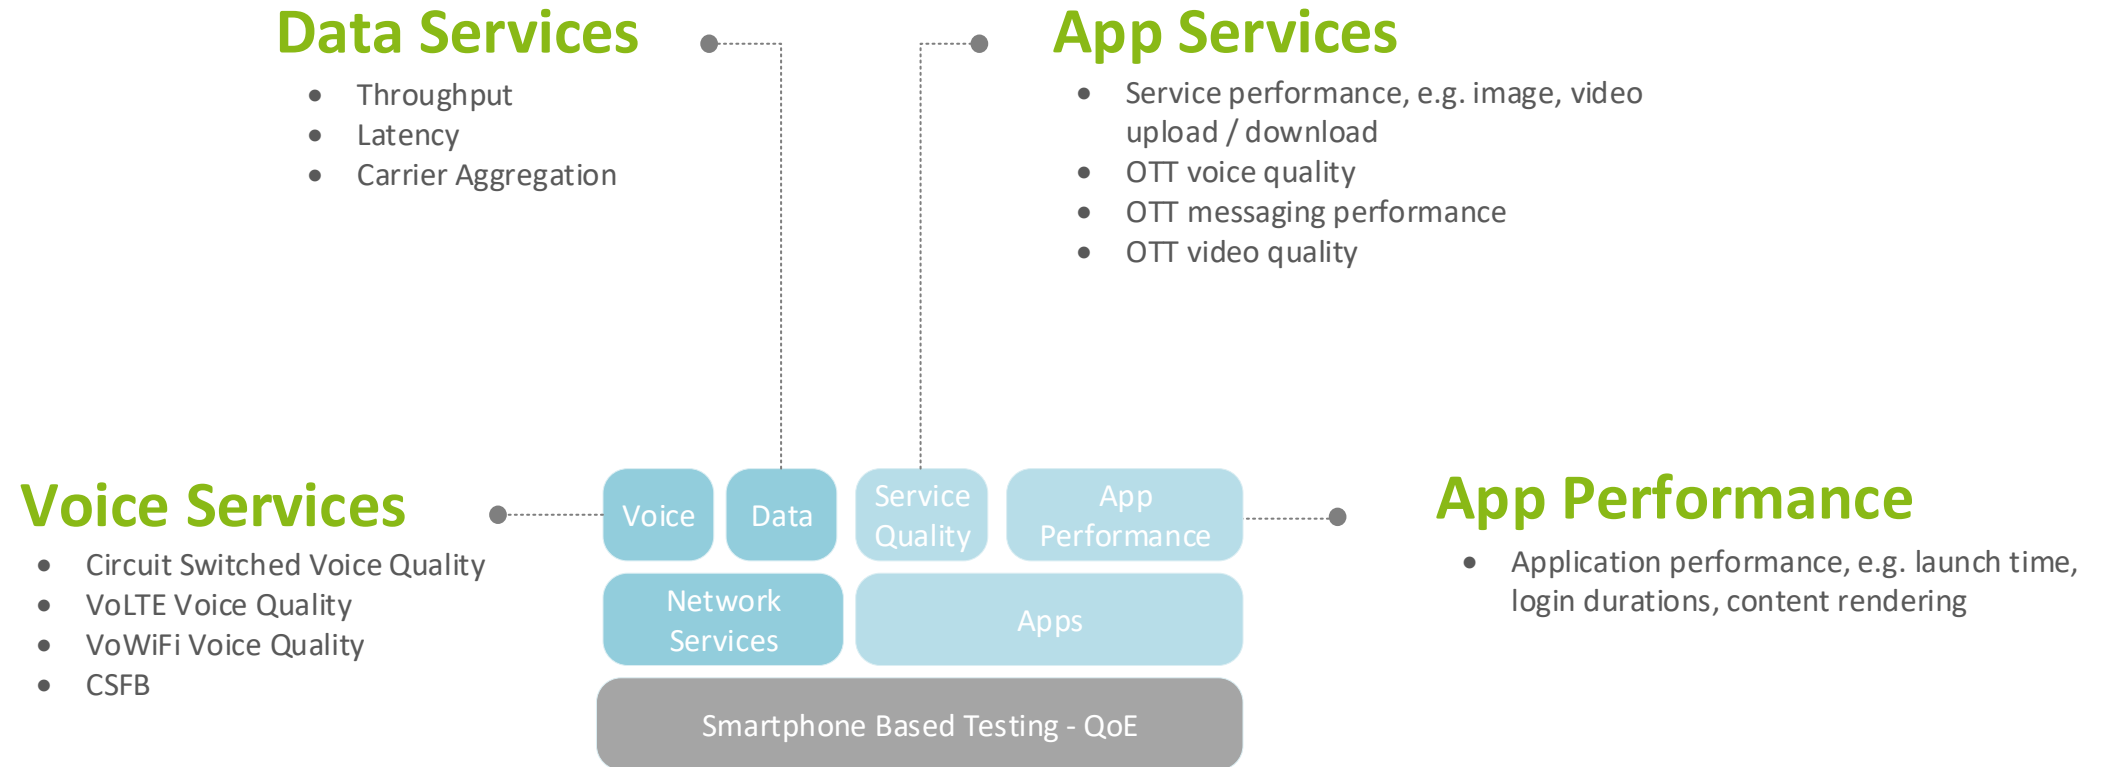 Data Services
• Throughput
• Latency
• Carrier Aggregation
App Services
• Service performance, e.g. image, video
upload / download
• OTT voice quality
• OTT messaging performance
• OTT video quality
Voice Services
• Circuit Switched Voice Quality
• VoLTE Voice Quality
• VoWiFi Voice Quality
• CSFB
Voice
Data
Service
Quality
App
Performance
Network
Services
Apps
Smartphone Based Testing - QoE
App Performance
• Application performance, e.g. launch time,
login durations, content rendering